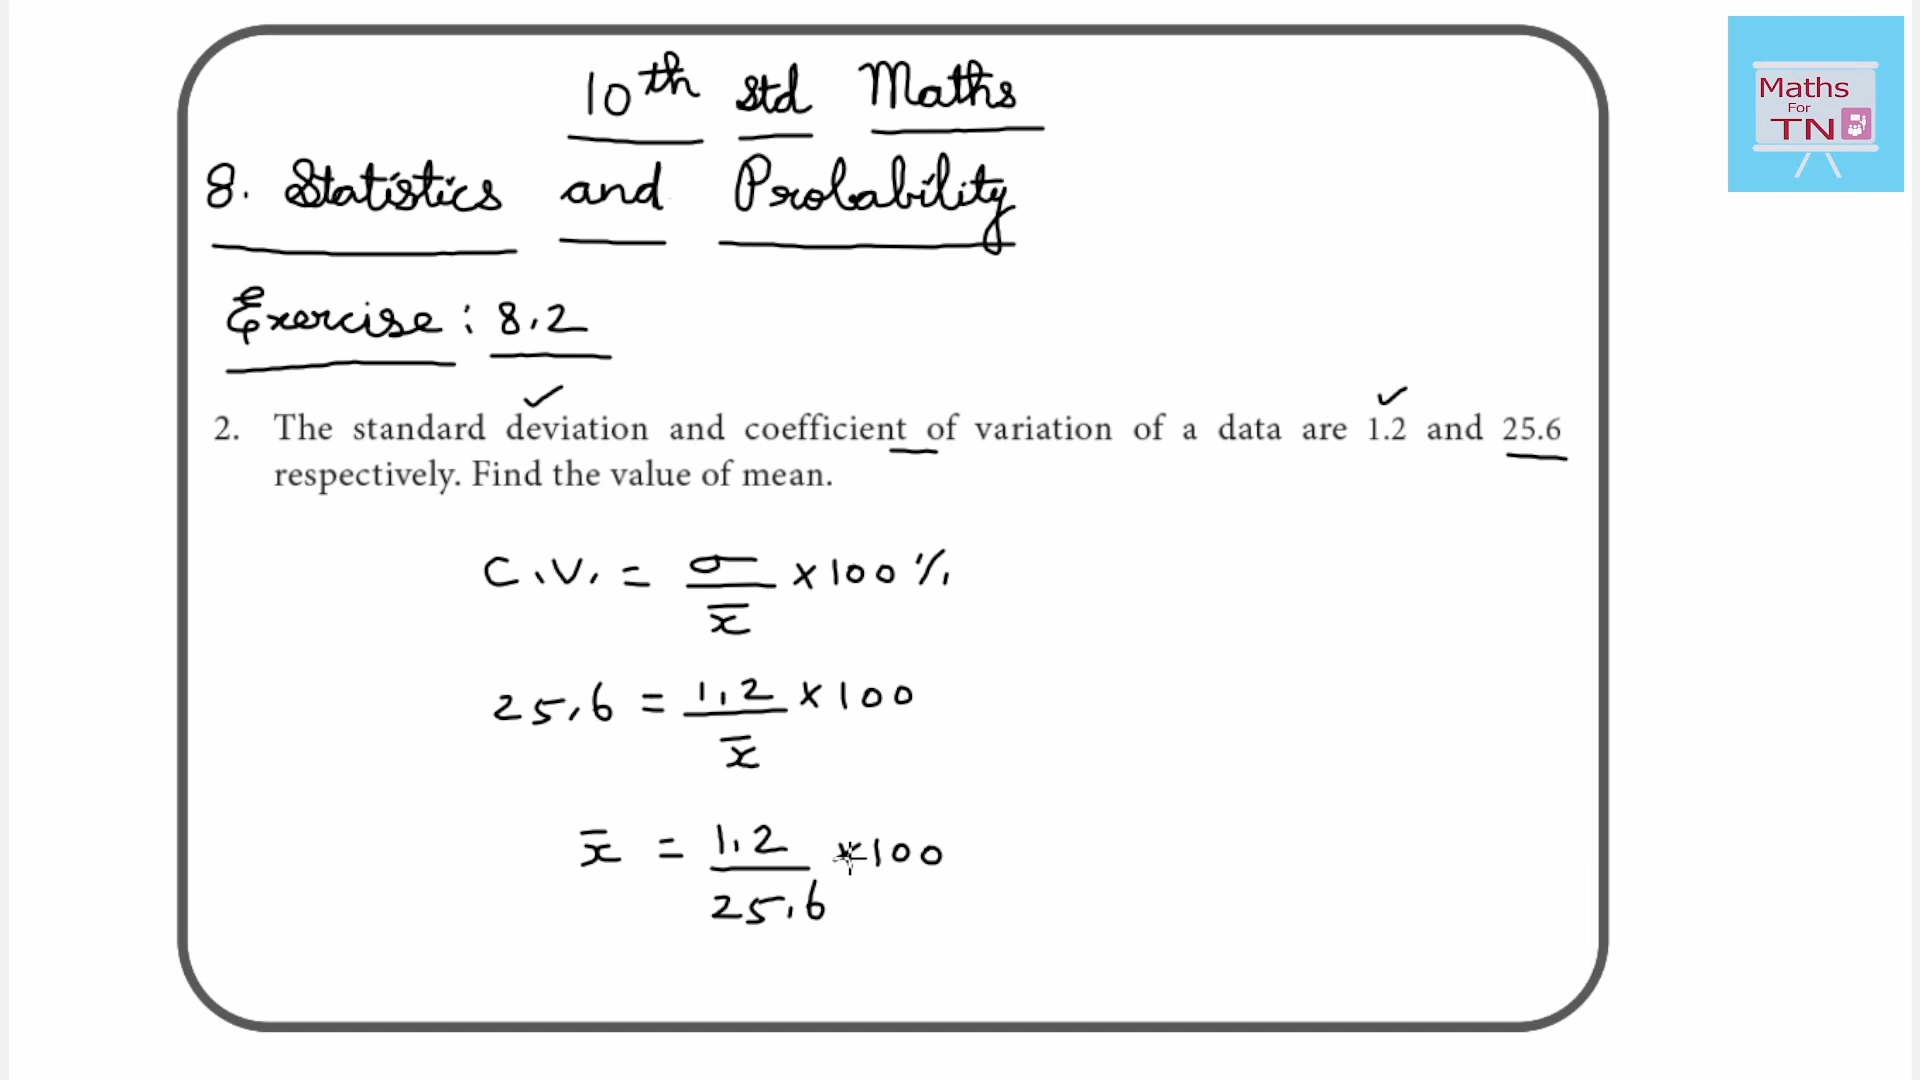 10th std Maths
8. Statistics and Probability
Exercise : 8.2
2. The standard deviation and coefficient of variation of a data are 1.2 and 25.6
respectively. Find the value of mean.
C.V. = σ/x̅ × 100 %
25.6 = 1.2/x̅ × 100
x̅ = 1.2/25.6 × 100
Maths
For
TN